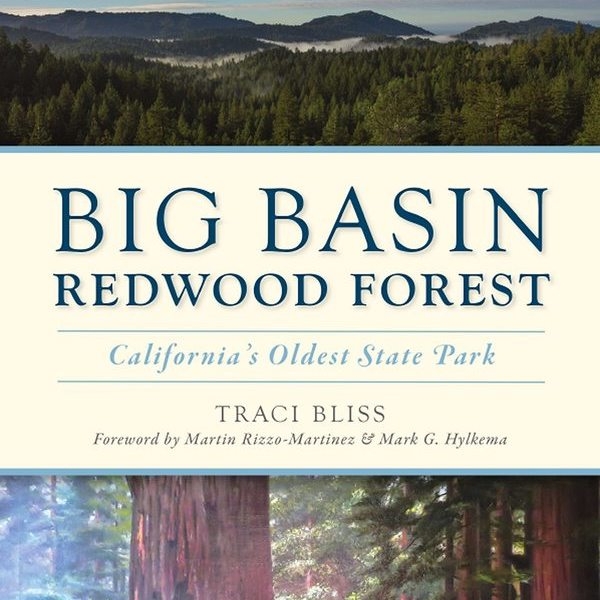 BIG BASIN
REDWOOD FOREST
California's Oldest State Park
TRACI BLISS
Foreword by Martin Rizzo-Martinez & Mark G. Hylkema